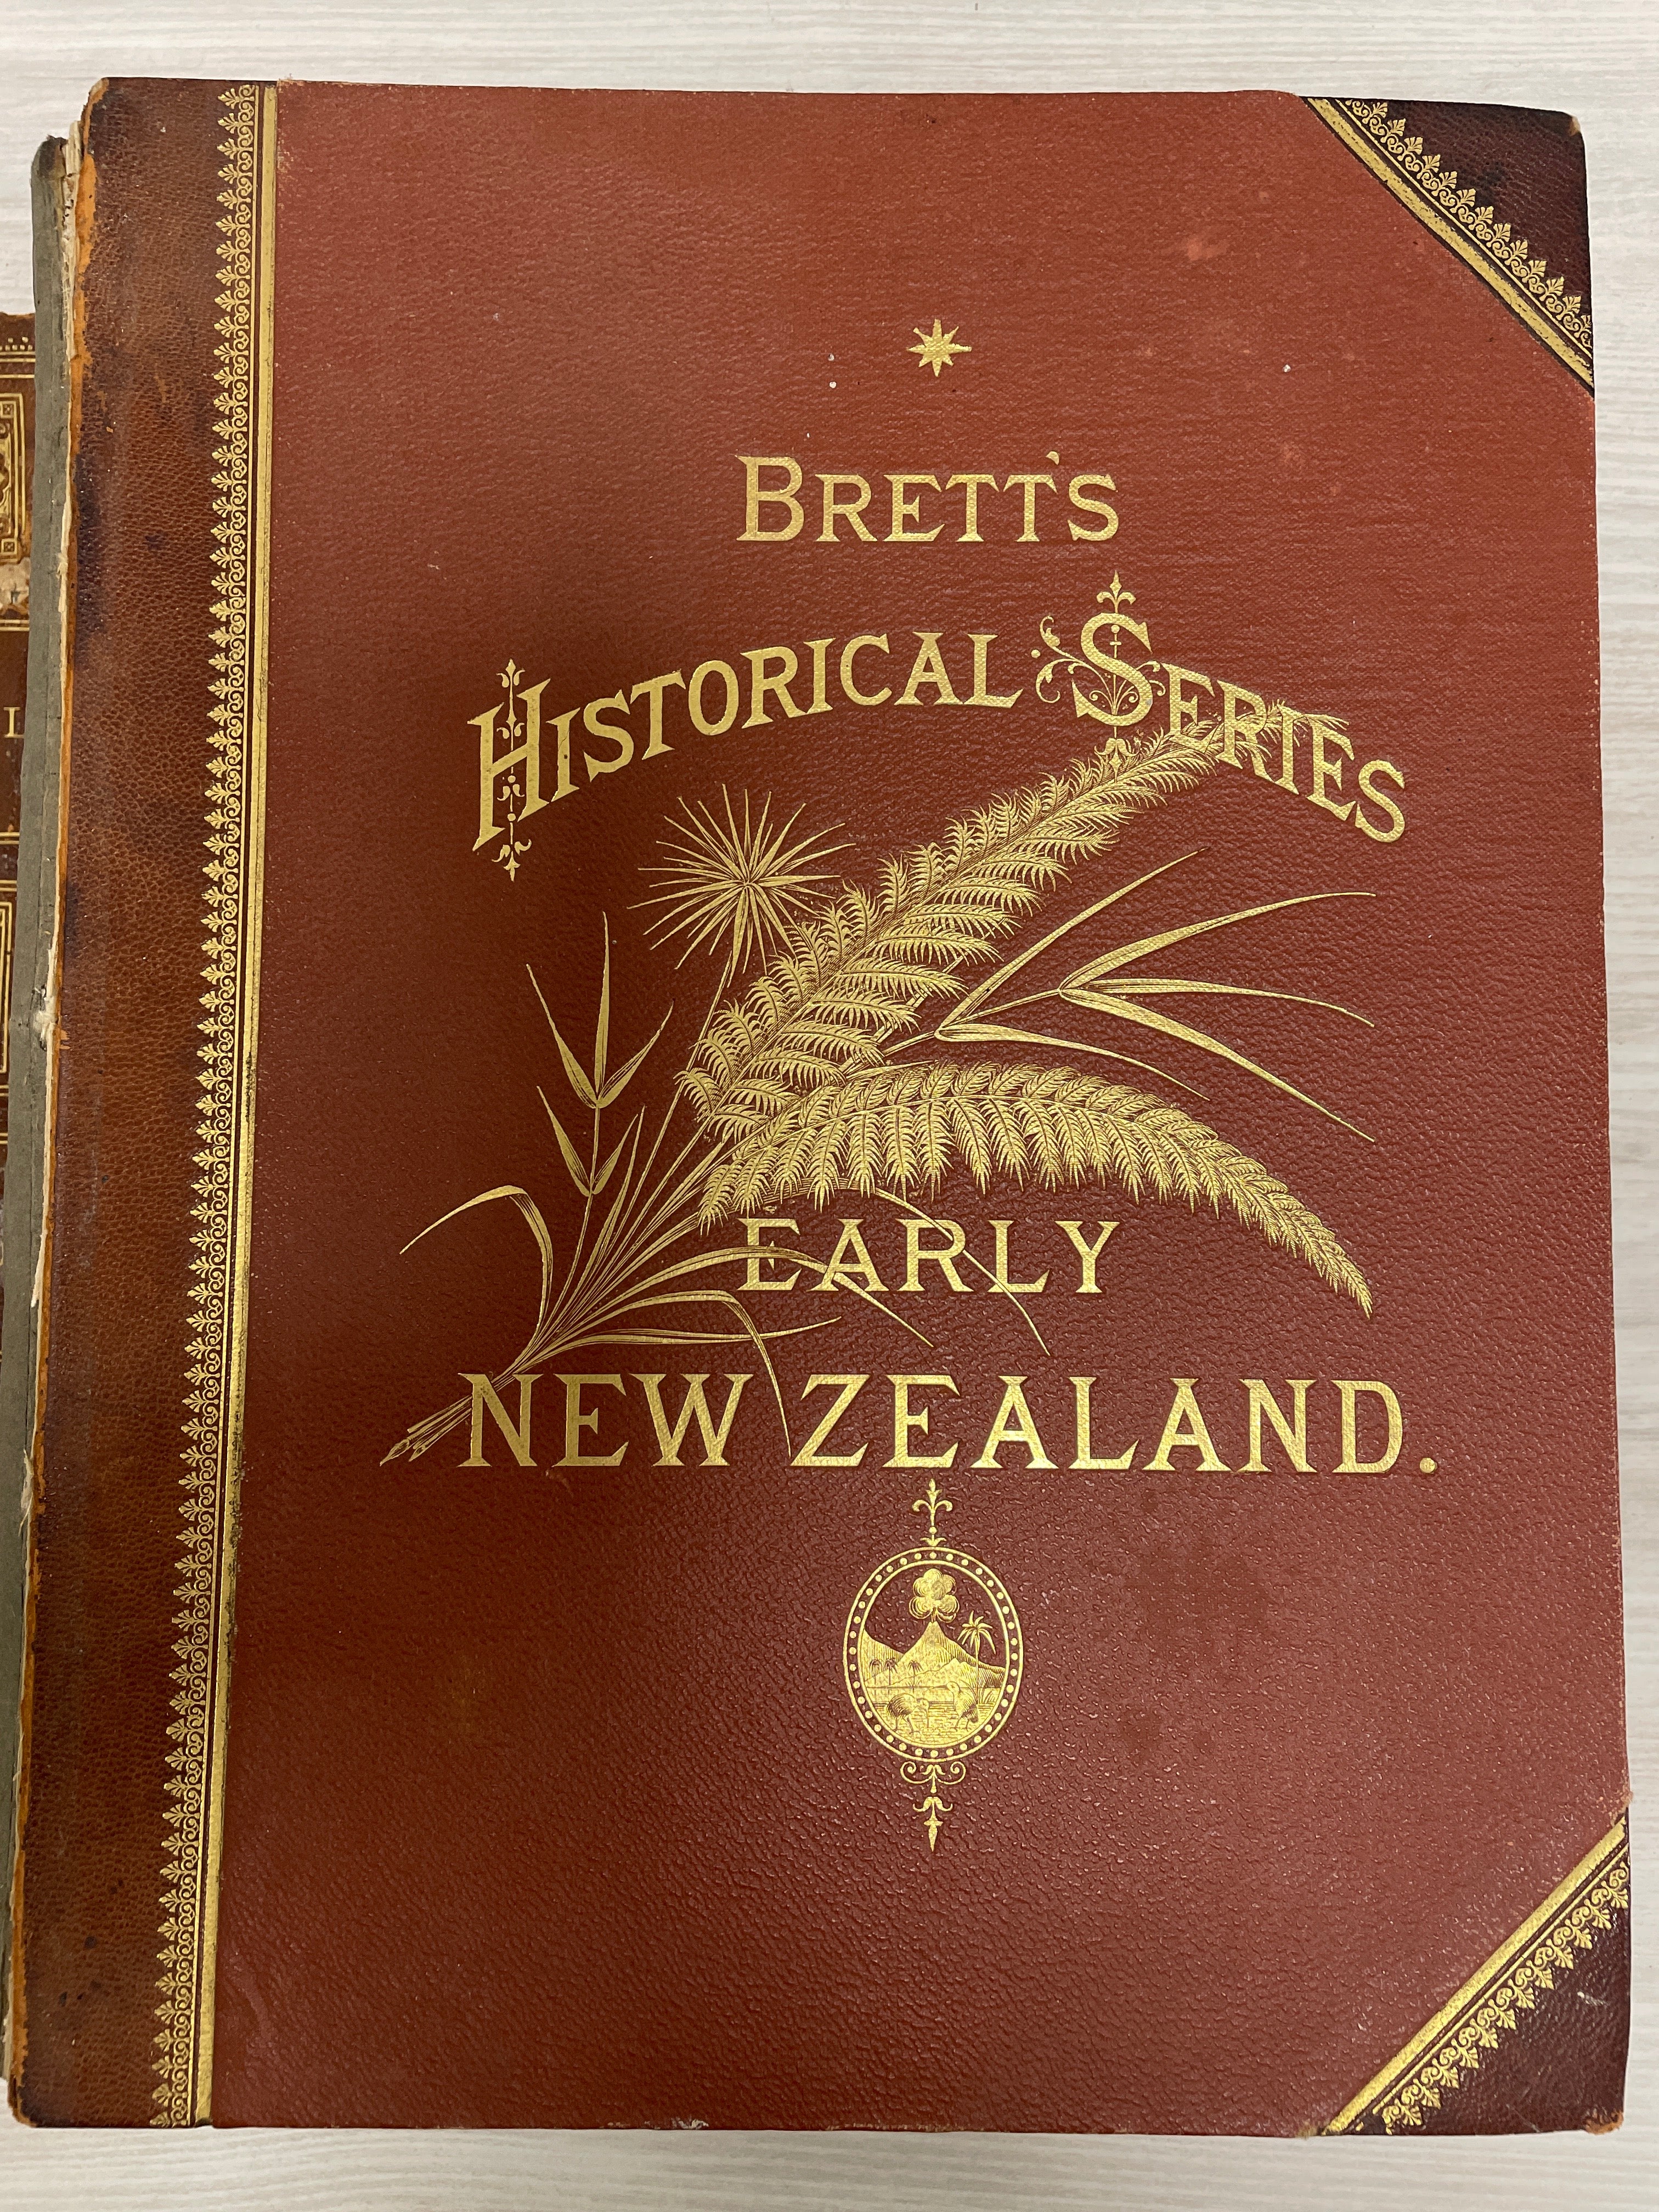 BRETT'S
HISTORICAL SERIES
EARLY
NEW ZEALAND.
L